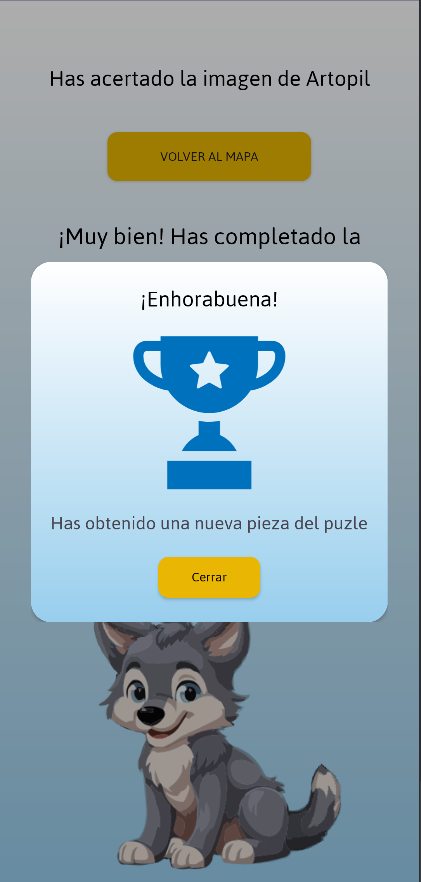 Has acertado la imagen de Artopil
VOLVER AL MAPA
¡Muy bien! Has completado la
¡Enhorabuena!
Has obtenido una nueva pieza del puzle
Cerrar